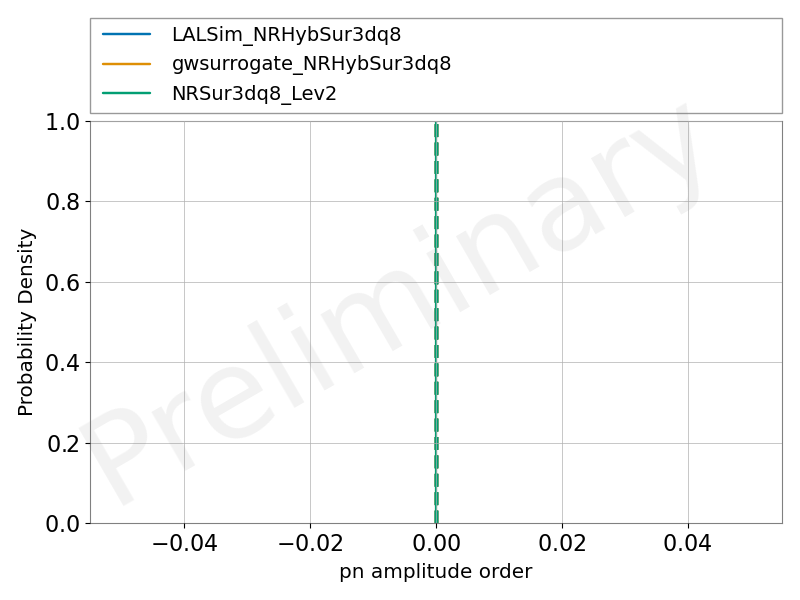 LALSim_NRHybSur3dq8
gwsurrogate_NRHybSur3dq8
NRSur3dq8_Lev2
1.0
0.8
0.6
0.4
0.2
0.0
Probability Density
Preliminary
−0.04 −0.02 0.00 0.02 0.04
pn amplitude order